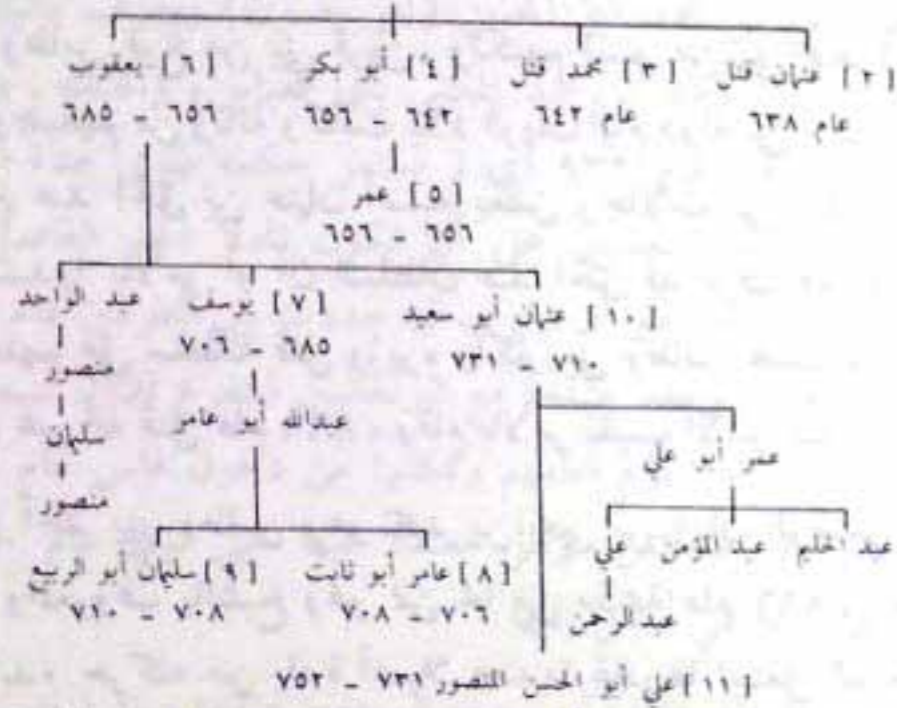 [٢] عثمان قتل [٣] محمد قتل [٤] أبو بكر [٦] يعقوب
عام ٦٣٨ عام ٦٤٢ ٦٤٢ - ٦٥٦ ٦٥٦ - ٦٨٥
[٥] عمر
٦٥٦ - ٦٥٦
[١٠] عثمان أبو سعيد [٧] يوسف عبد الواحد
٧١٠ - ٧٣١ ٦٨٥ - ٧٠٦ منصور
عبدالله أبو عامر سليمان
عمر أبو علي منصور
عبد الحليم عبد المؤمن علي
[٨] عامر أبو ثابت [٩] سليمان أبو الربيع
٧٠٦ - ٧٠٨ ٧٠٨ - ٧١٠
عبدالرحمن
[١١] علي أبو الحسن المنصور ٧٣١ - ٧٥٢